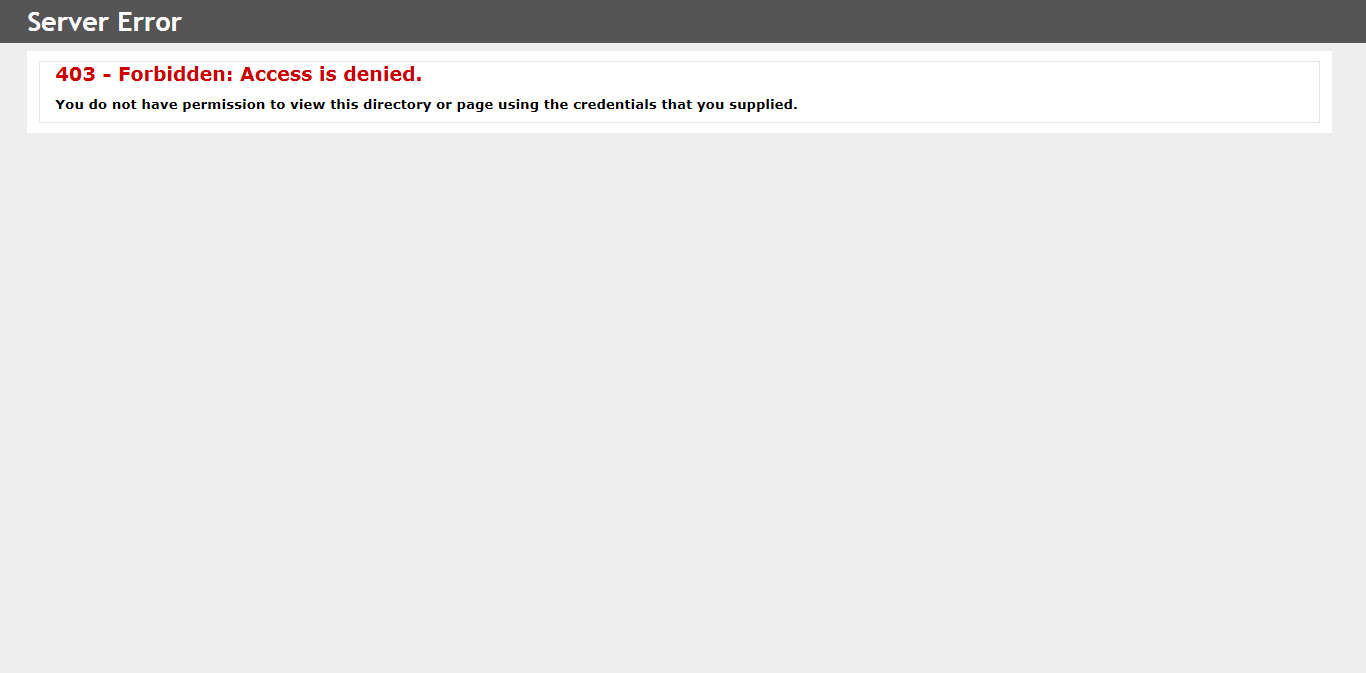 Server Error
403 - Forbidden: Access is denied.
You do not have permission to view this directory or page using the credentials that you supplied.